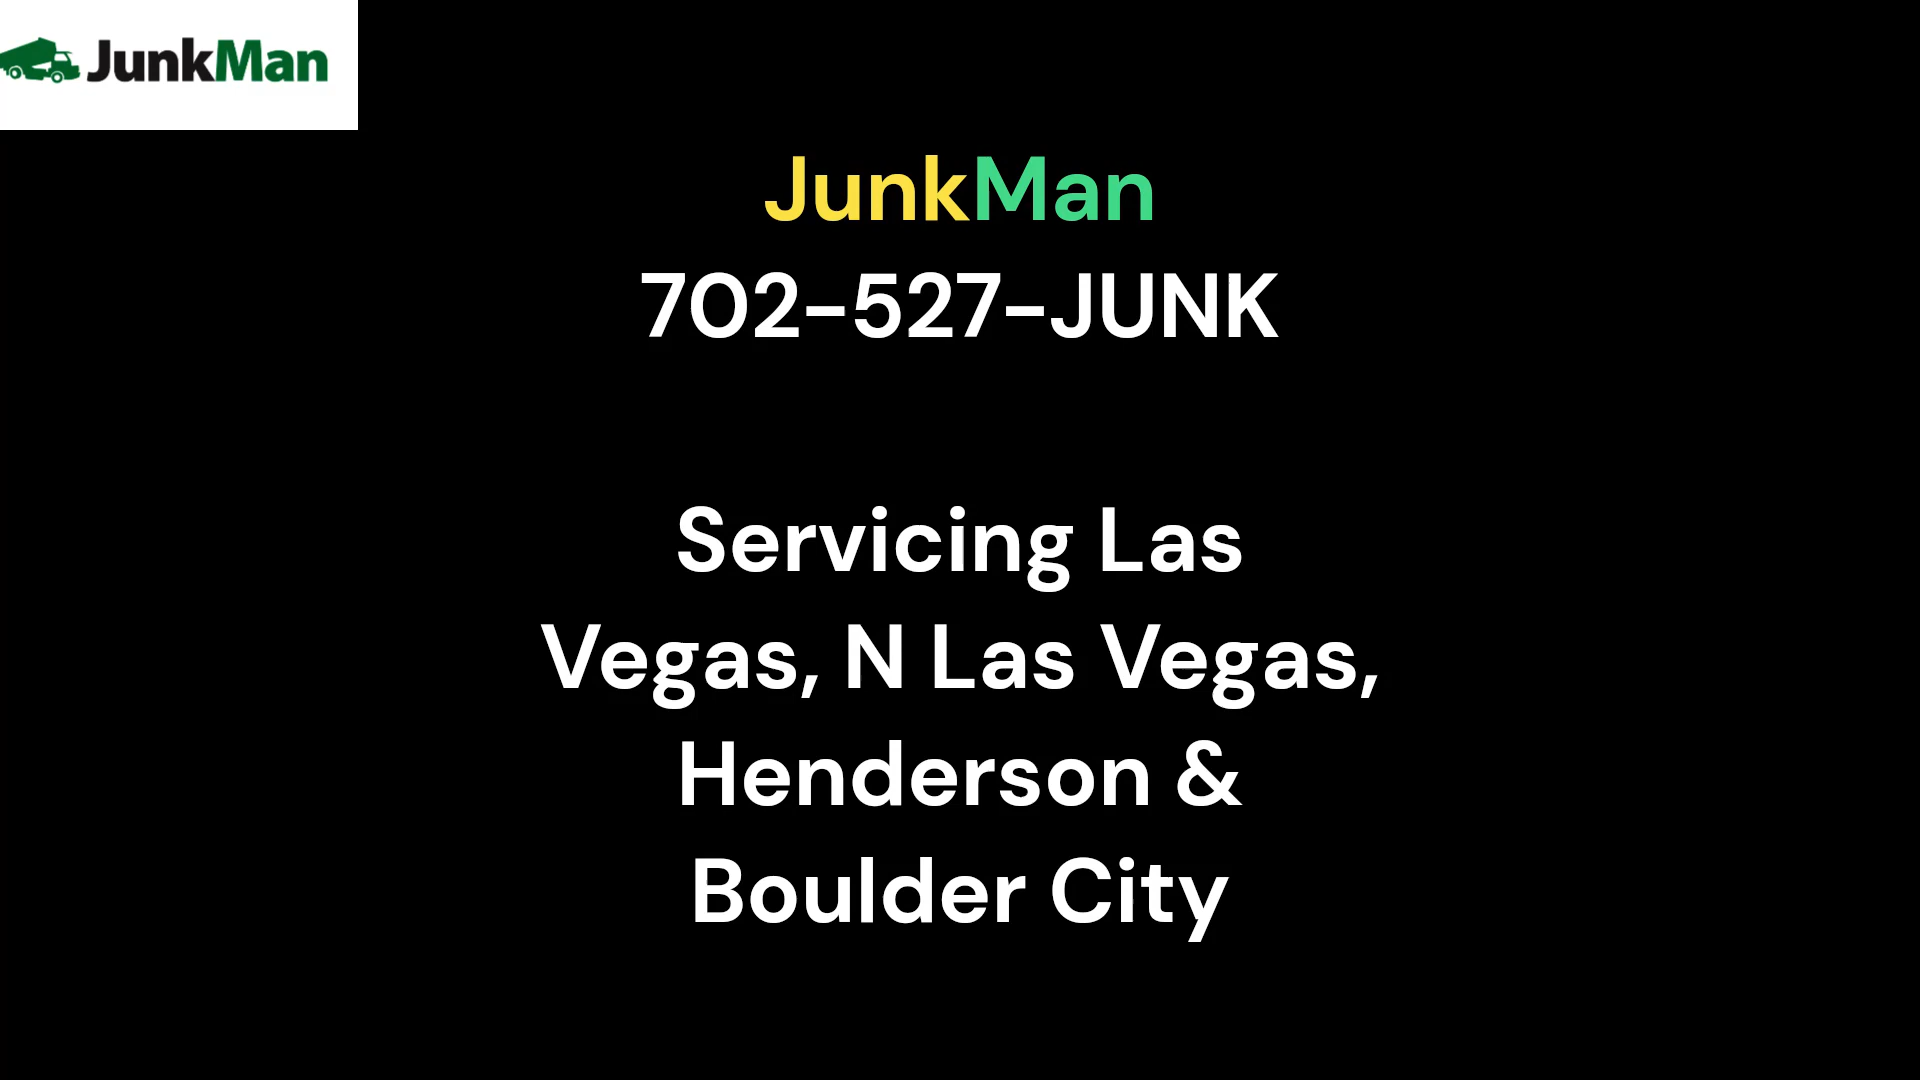 JunkMan
JunkMan
702-527-JUNK
Servicing Las
Vegas, N Las Vegas,
Henderson &
Boulder City